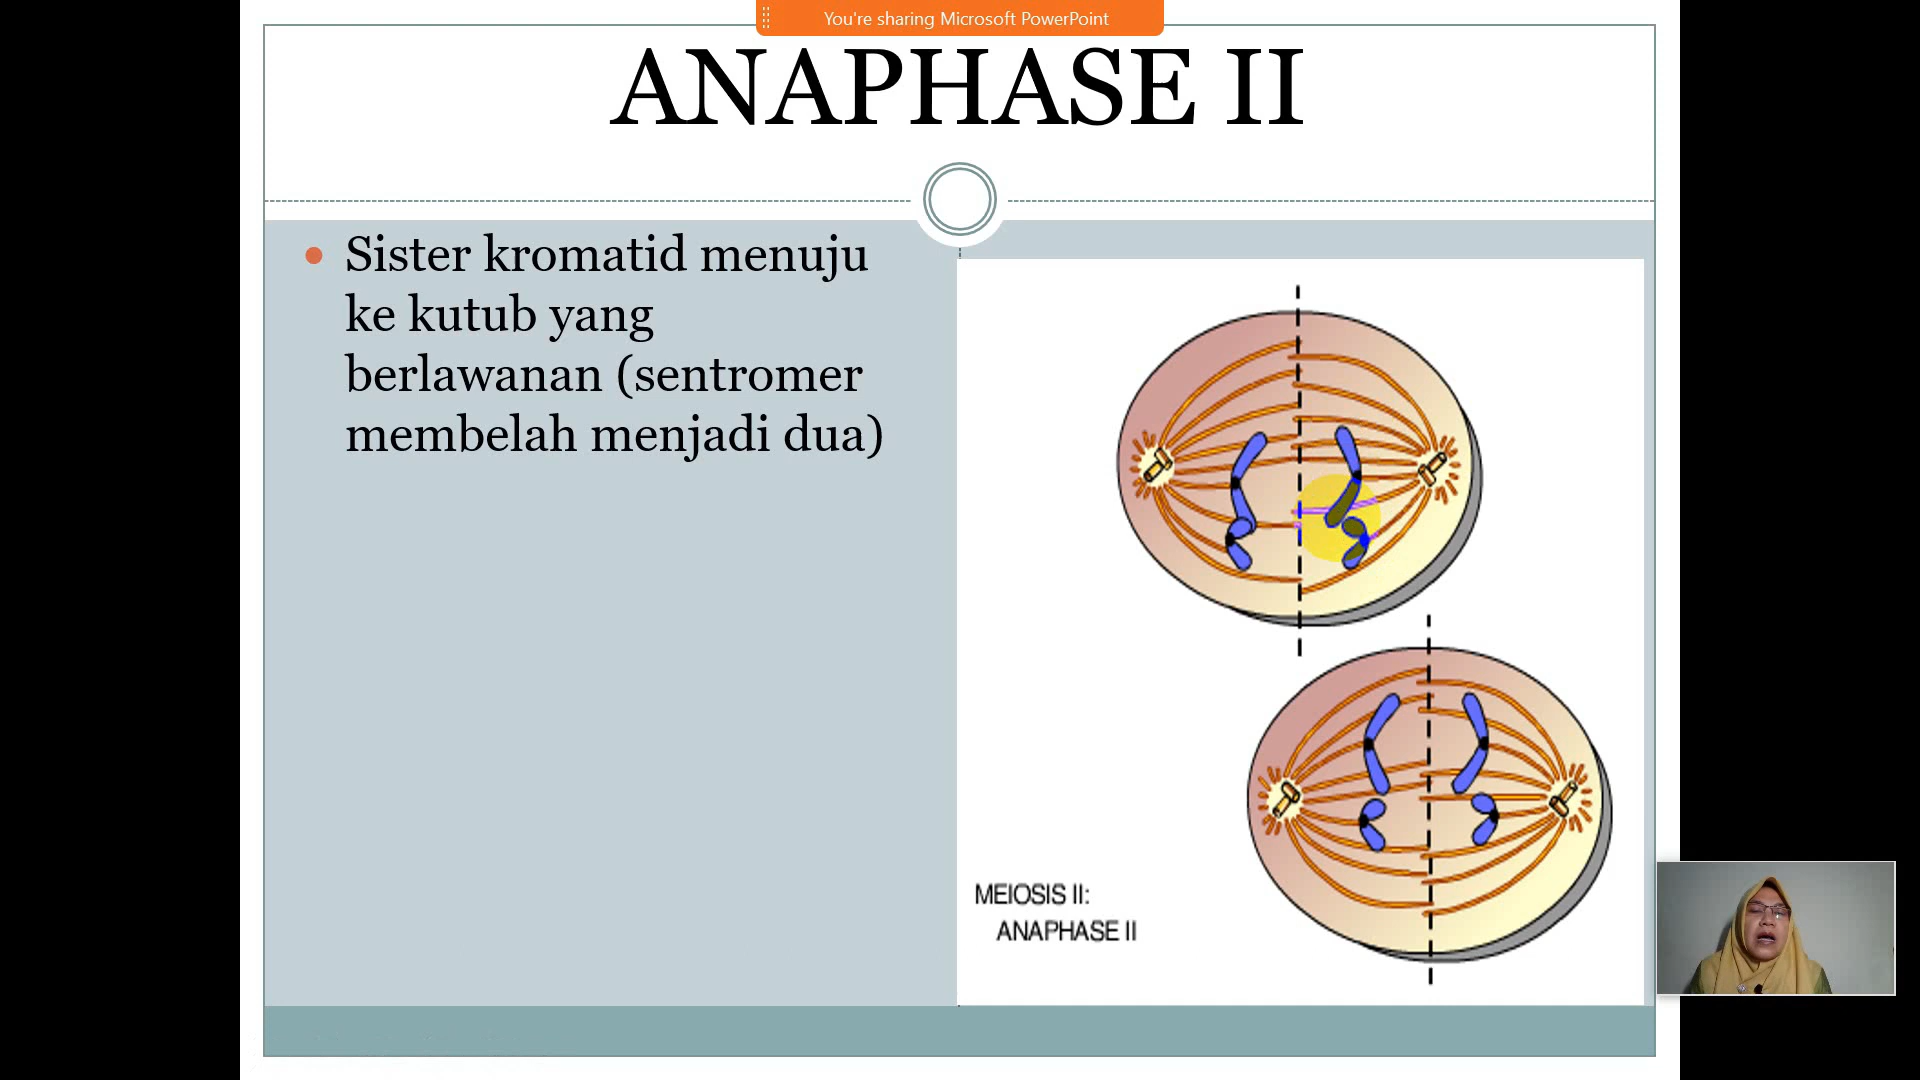 You're sharing Microsoft PowerPoint
ANAPHASE II
Sister kromatid menuju
ke kutub yang
berlawanan (sentromer
membelah menjadi dua)
MEIOSIS II:
ANAPHASE II